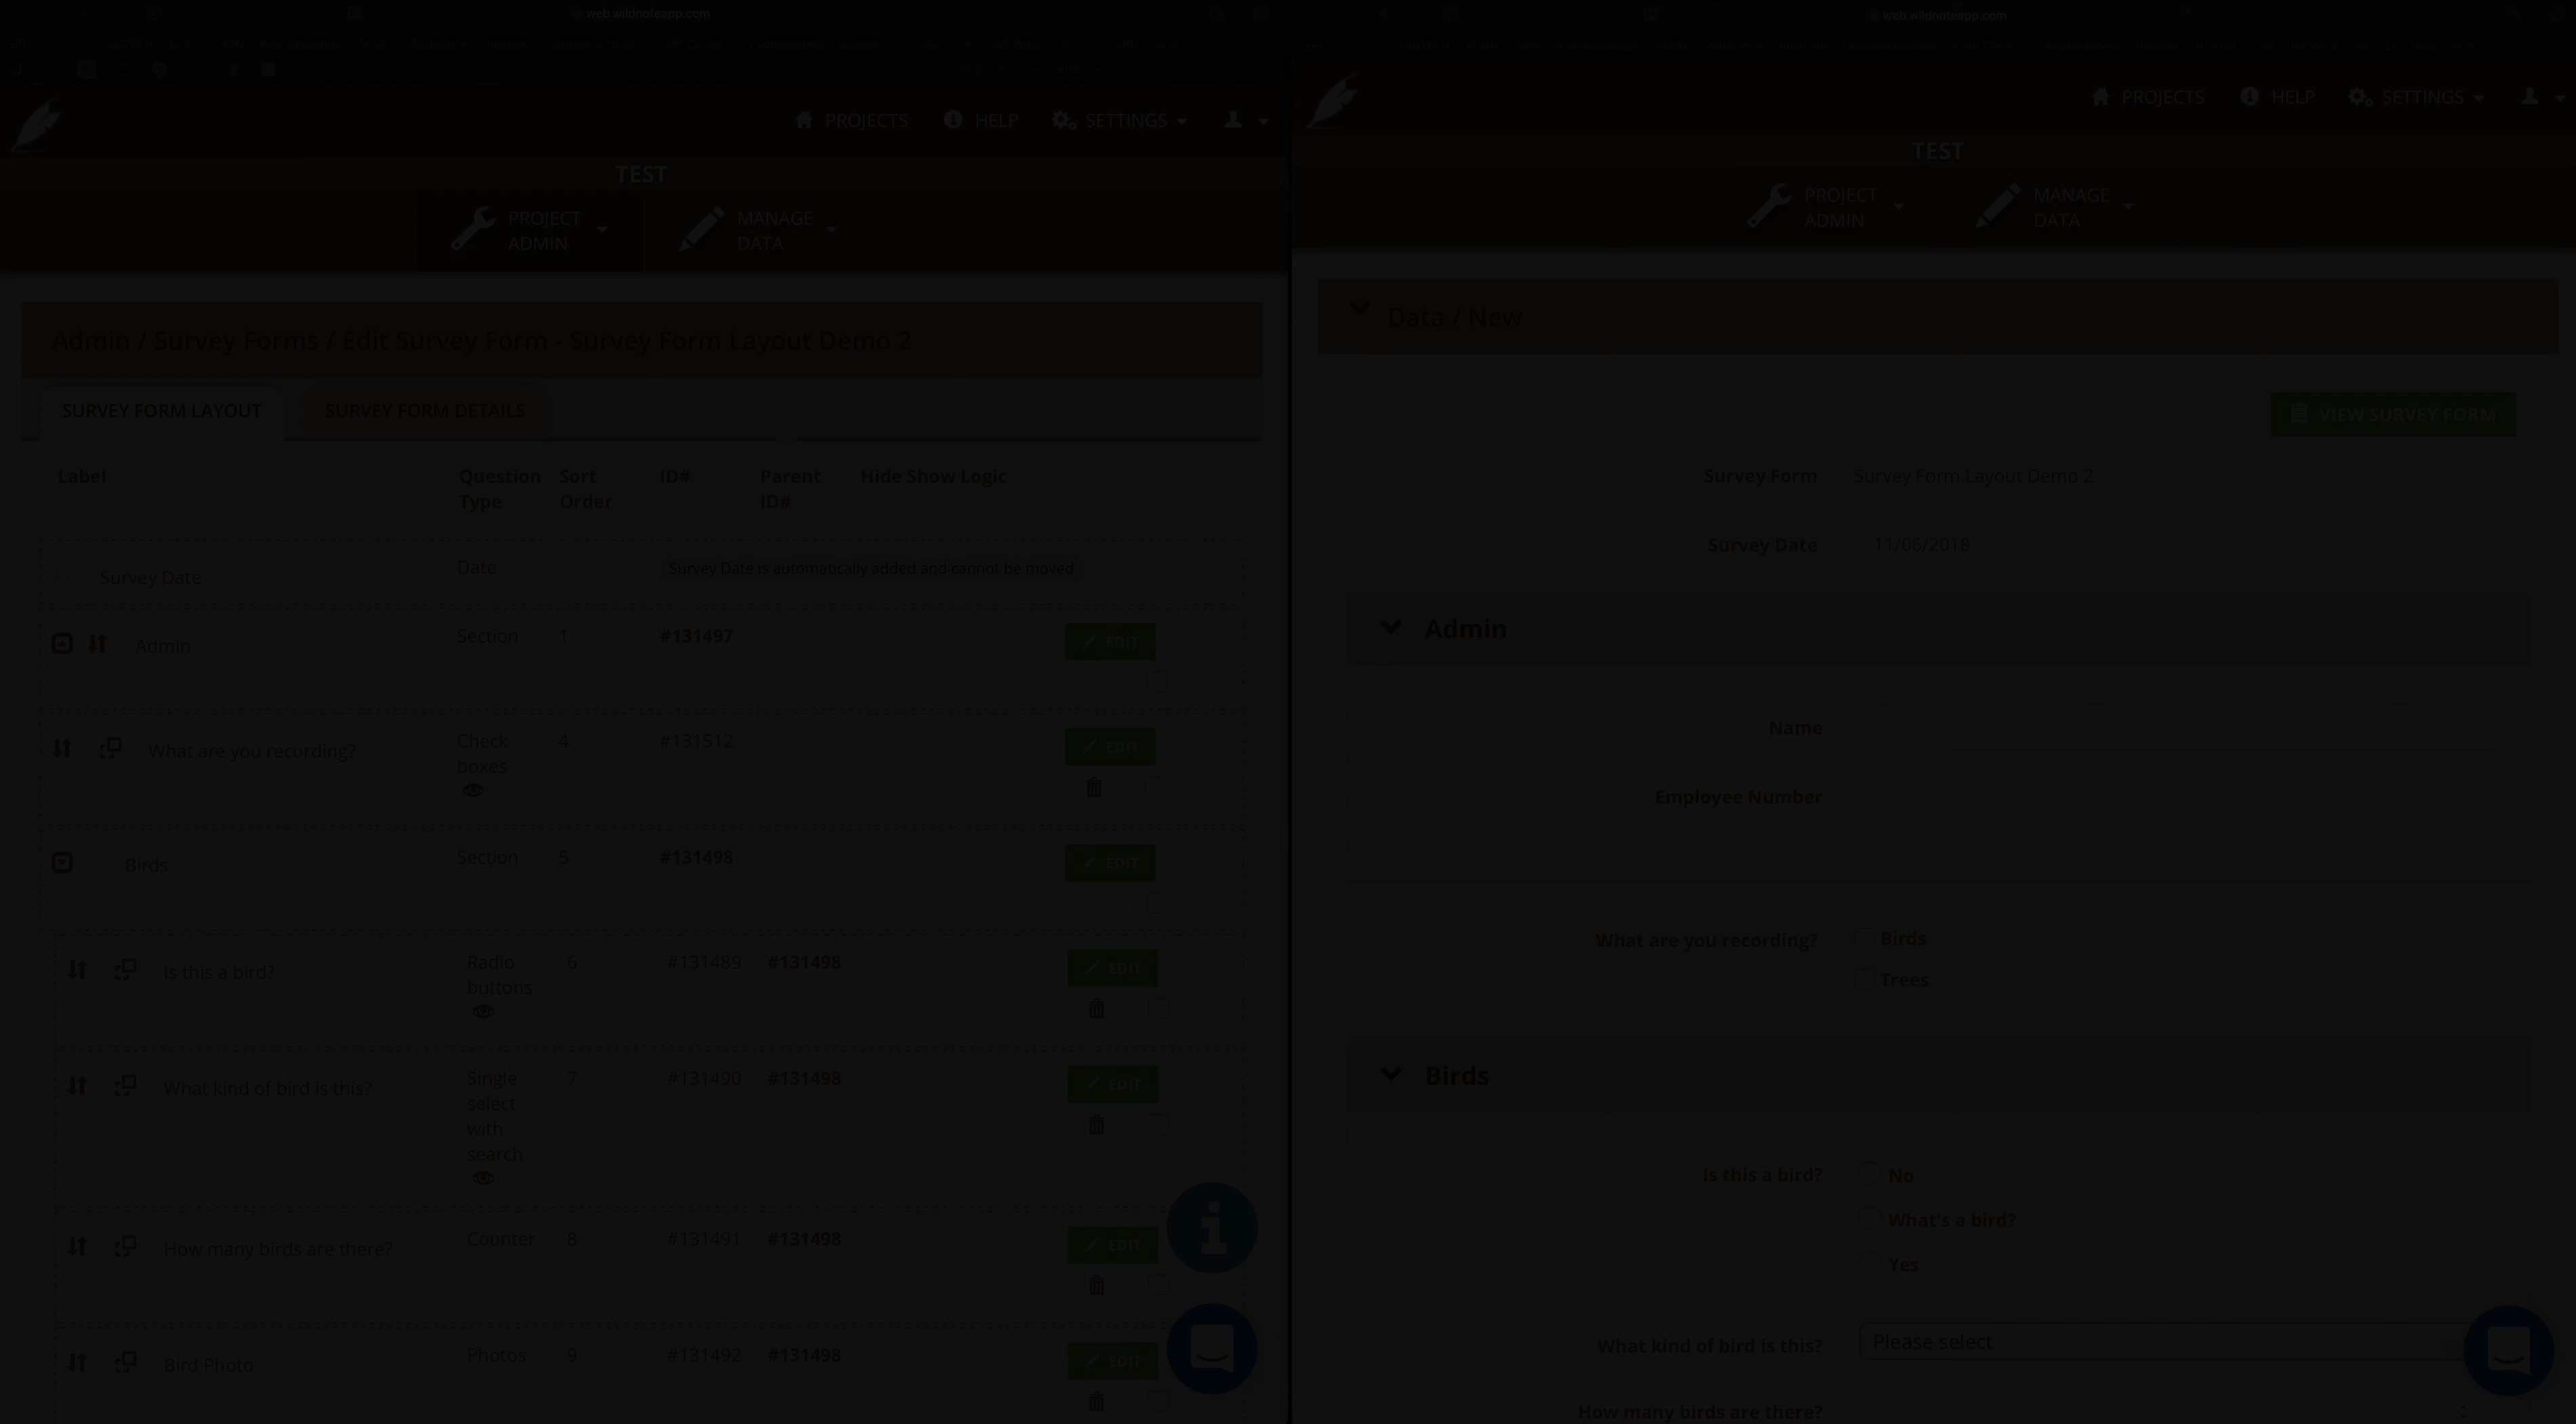 web.wildnoteapp.com
PROJECTS HELP SETTINGS
TEST
PROJECT ADMIN
MANAGE DATA
Admin / Survey Forms / Edit Survey Form - Survey Form Layout Demo 2
SURVEY FORM LAYOUT SURVEY FORM DETAILS
Label Question Type Sort Order ID# Parent ID# Hide Show Logic
Survey Date Date Survey Date is automatically added and cannot be moved
Admin Section 1 #131497 EDIT
What are you recording? Check boxes 4 #131512 EDIT
Birds Section 5 #131498 EDIT
Is this a bird? Radio buttons 6 #131489 #131498 EDIT
What kind of bird is this? Single select with search 7 #131490 #131498 EDIT
How many birds are there? Counter 8 #131491 #131498 EDIT
Bird Photo Photos 9 #131492 #131498 EDIT
web.wildnoteapp.com
PROJECTS HELP SETTINGS
TEST
PROJECT ADMIN
MANAGE DATA
Data / New
VIEW SURVEY FORM
Survey Form Survey Form Layout Demo 2
Survey Date 11/06/2018
Admin
Name
Employee Number
What are you recording? Birds
Trees
Birds
Is this a bird? No
What's a bird?
Yes
What kind of bird is this? Please select
How many birds are there?